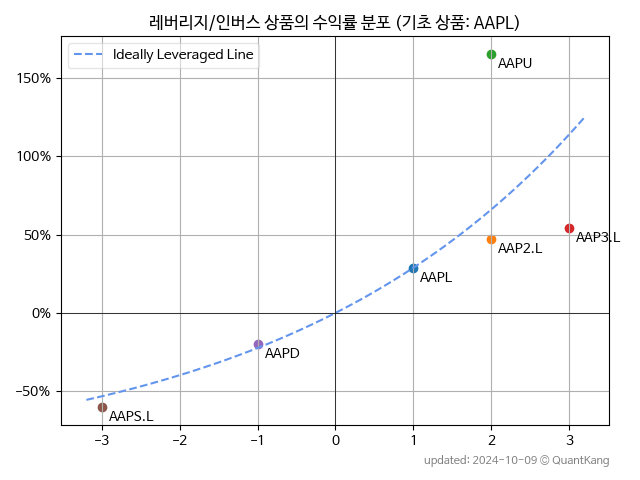 레버리지/인버스 상품의 수익률 분포 (기초 상품: AAPL)
Ideally Leveraged Line
AAPU
150%
100%
50%
AAP3.L
AAP2.L
AAPL
0%
AAPD
−50%
AAPS.L
−3 −2 −1 0 1 2 3
updated: 2024-10-09 © QuantKang